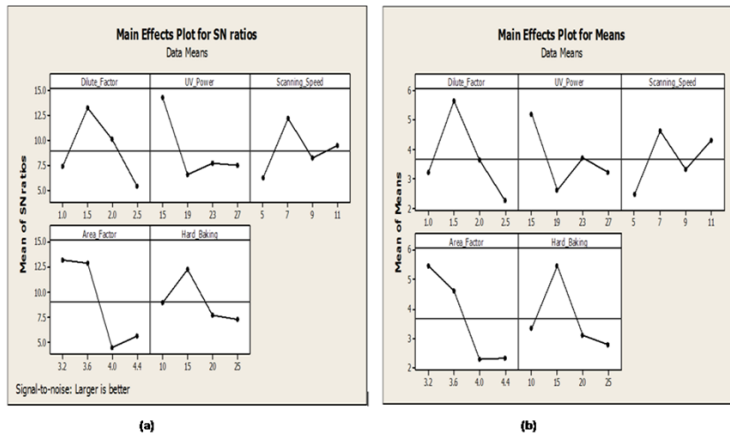 Main Effects Plot for SN ratios
Data Means
Dilute_Factor UV_Power Scanning_Speed
Mean of SN ratios
15.0
12.5
10.0
7.5
5.0
1.0 1.5 2.0 2.5 15 19 23 27 5 7 9 11
Area_Factor Hard_Baking
15.0
12.5
10.0
7.5
5.0
3.2 3.6 4.0 4.4 10 15 20 25
Signal-to-noise: Larger is better
(a)
Main Effects Plot for Means
Data Means
Dilute_Factor UV_Power Scanning_Speed
Mean of Means
6
5
4
3
2
1.0 1.5 2.0 2.5 15 19 23 27 5 7 9 11
Area_Factor Hard_Baking
6
5
4
3
2
3.2 3.6 4.0 4.4 10 15 20 25
(b)